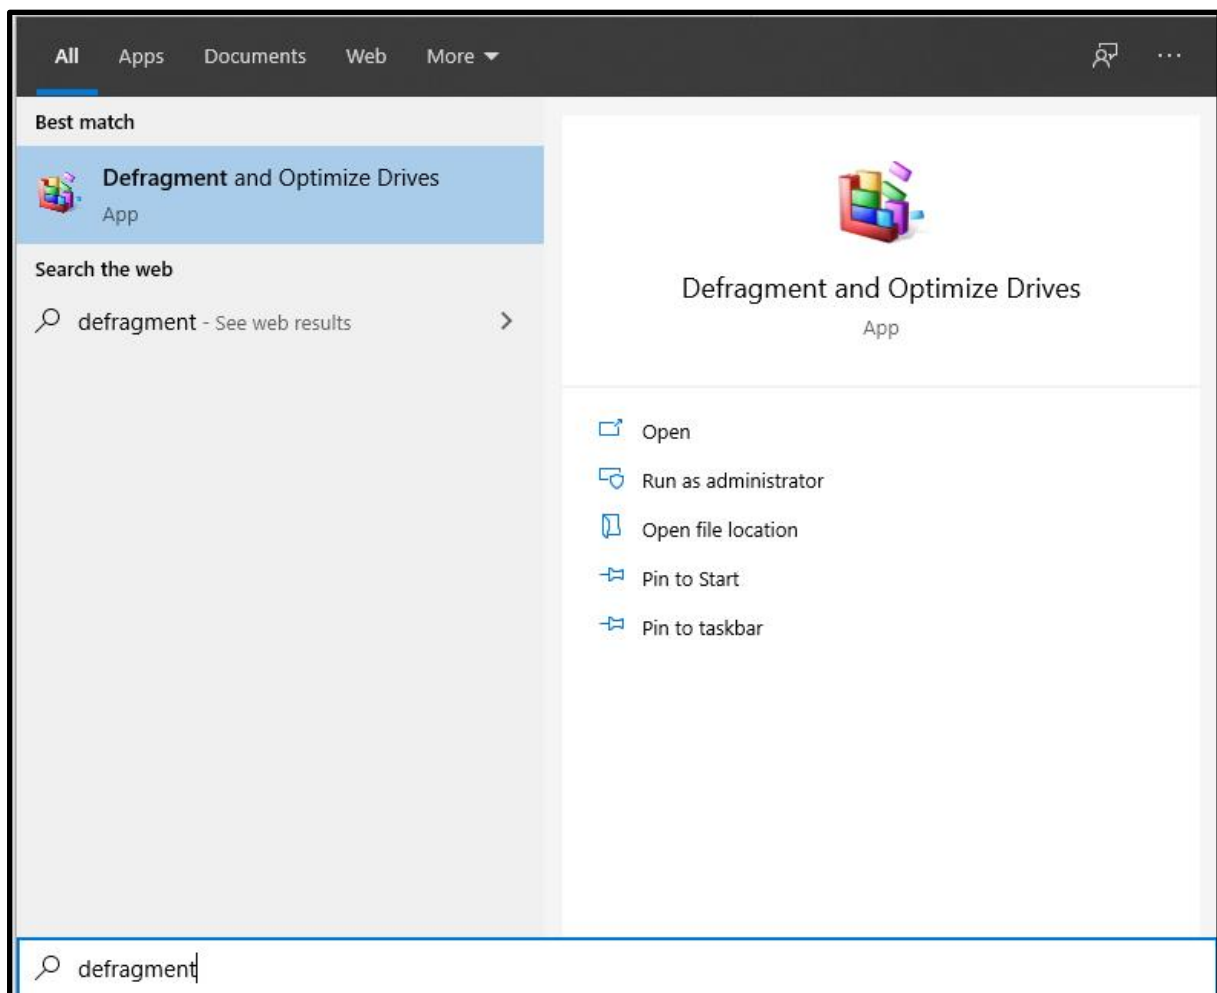 All Apps Documents Web More
Best match
Defragment and Optimize Drives
App
Search the web
defragment - See web results
Defragment and Optimize Drives
App
Open
Run as administrator
Open file location
Pin to Start
Pin to taskbar
defragment